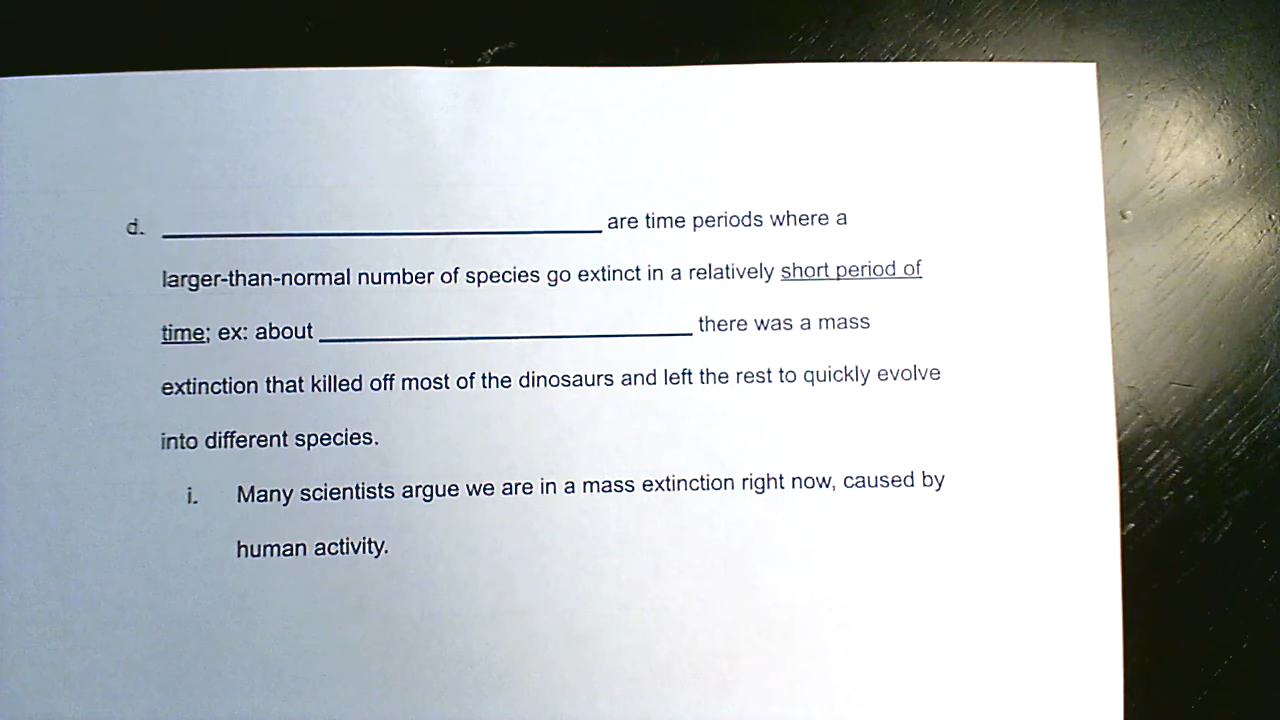 d. ______________________________ are time periods where a
larger-than-normal number of species go extinct in a relatively short period of
time; ex: about _________________________ there was a mass
extinction that killed off most of the dinosaurs and left the rest to quickly evolve
into different species.
i. Many scientists argue we are in a mass extinction right now, caused by
human activity.